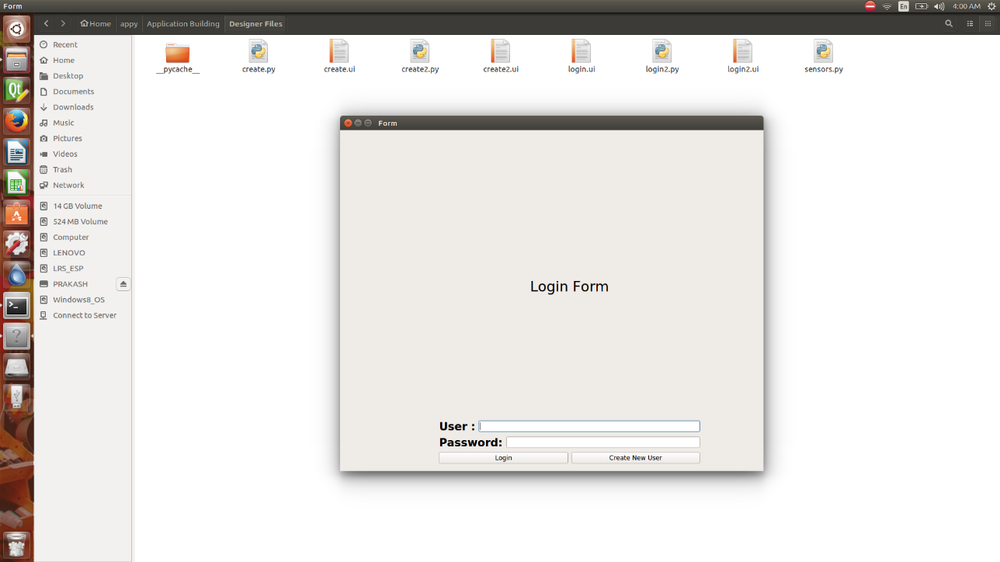 Form
En
4:00 AM
Home
appy
Application Building
Designer Files
Recent
Home
Desktop
Documents
Downloads
Music
Pictures
Videos
Trash
Network
14 GB Volume
524 MB Volume
Computer
LENOVO
LRS_ESP
PRAKASH
Windows8_OS
Connect to Server
__pycache__
create.py
create.ui
create2.py
create2.ui
login.ui
login2.py
login2.ui
sensors.py
Form
Login Form
User :
Password:
Login
Create New User
Qt